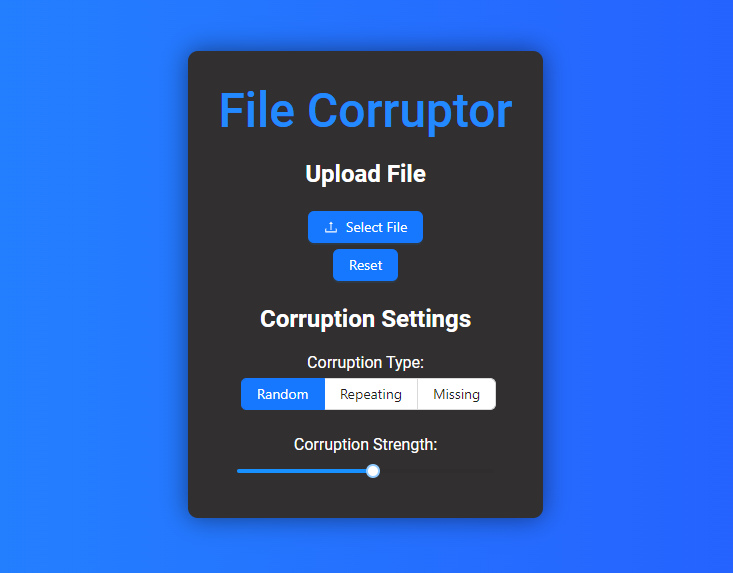 File Corruptor
Upload File
Select File
Reset
Corruption Settings
Corruption Type:
Random Repeating Missing
Corruption Strength: